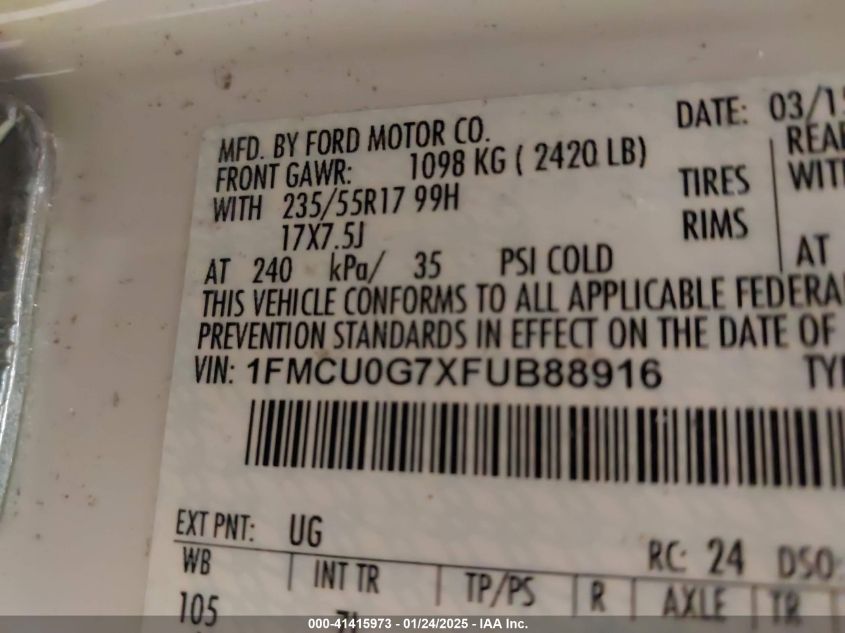 DATE: 03/15
MFD. BY FORD MOTOR CO.
FRONT GAWR: 1098 KG ( 2420 LB)
WITH 235/55R17 99H TIRES
17X7.5J RIMS
AT 240 kPa/ 35 PSI COLD
WITH
AT
THIS VEHICLE CONFORMS TO ALL APPLICABLE
PREVENTION STANDARDS IN EFFECT ON THE DATE OF
VIN: 1FMCU0G7XFUB88916
EXT PNT: UG RC: 24 DSO:
WB INT TR TP/PS R AXLE TR
105
000-41415973 - 01/24/2025 - IAA Inc.